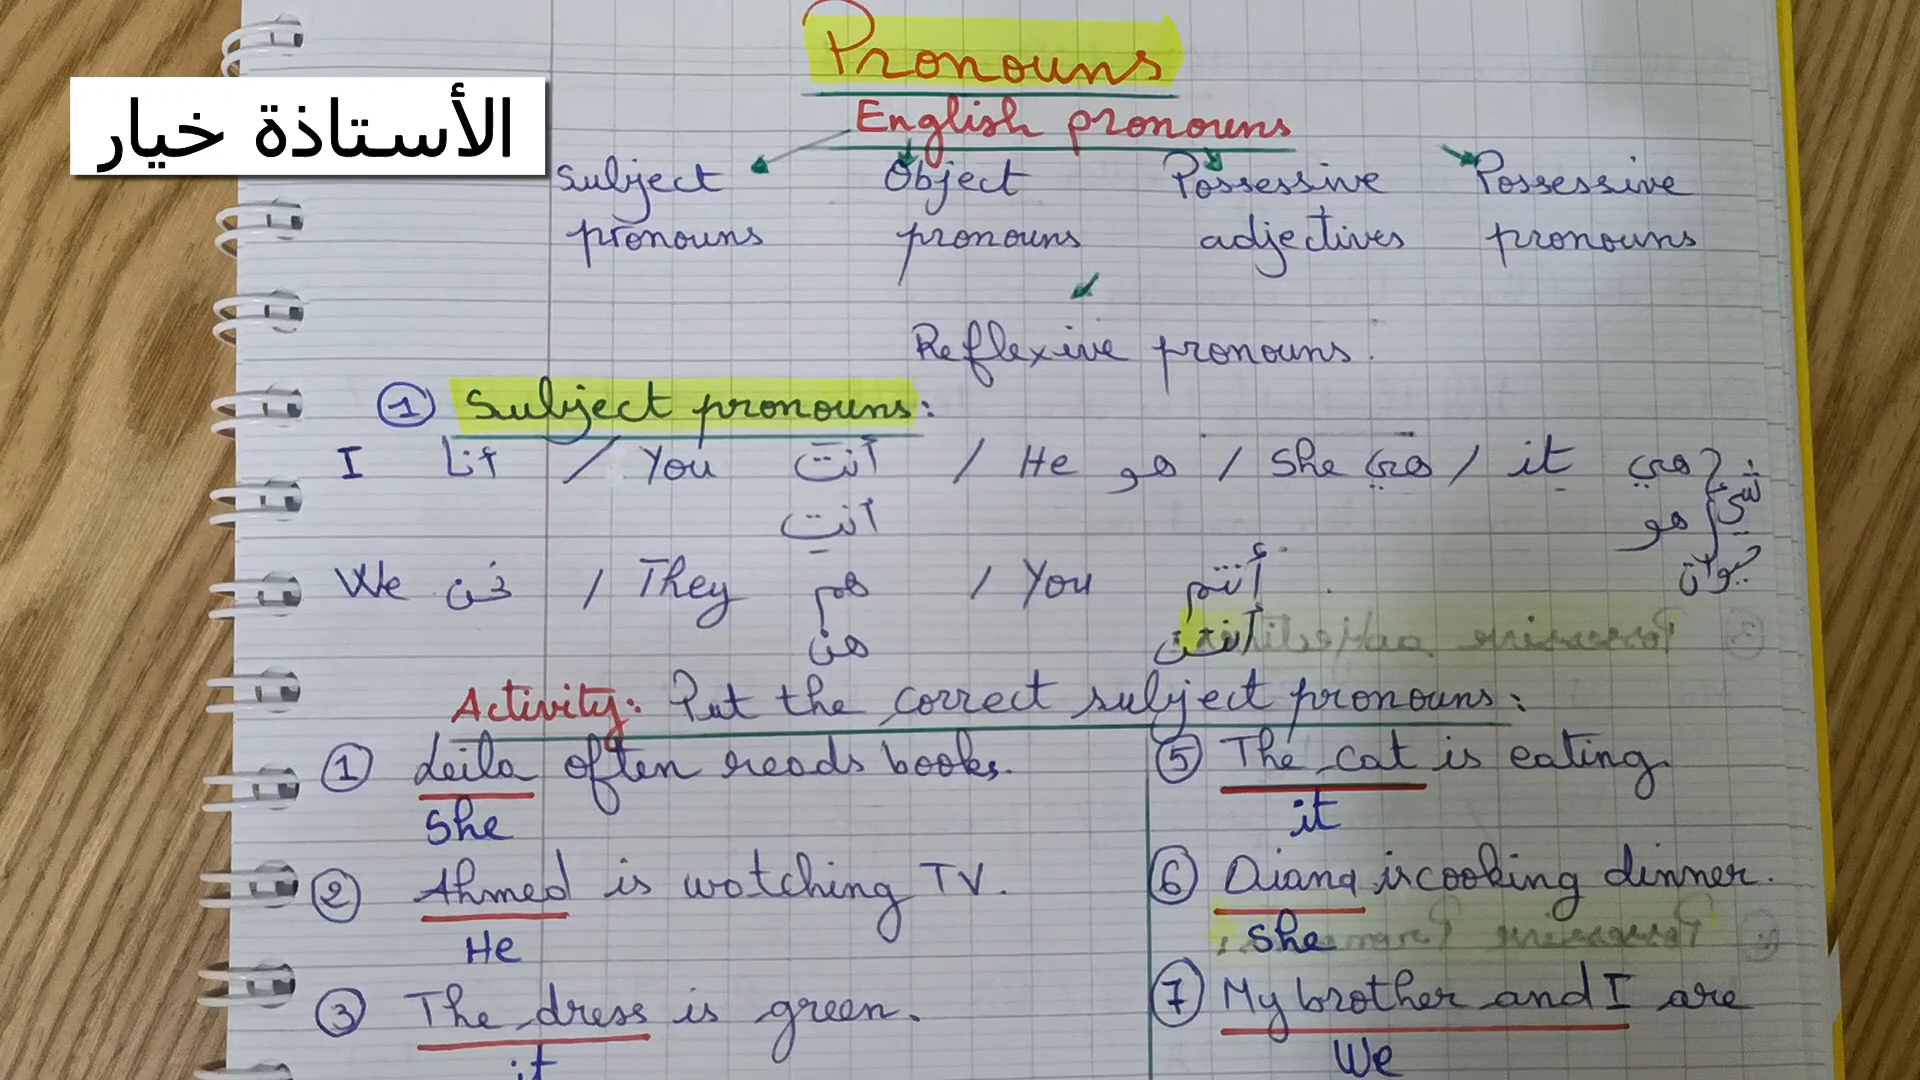 الأستاذة خيار
Pronouns
English pronouns
Subject pronouns
Object pronouns
Possessive adjectives
Possessive pronouns
Reflexive pronouns.
① Subject pronouns:
I أنا / You أنتَ / He هو / She هي / it هي شيئ
أنتِ هو حيوان
We نحن / They هم / You أنتم
هن أنتن
Activity: Put the correct subject pronouns:
① Leila often reads books.
She
② Ahmed is watching TV.
He
③ The dress is green.
it
⑤ The cat is eating.
it
⑥ Diana is cooking dinner.
She
⑦ My brother and I are
We